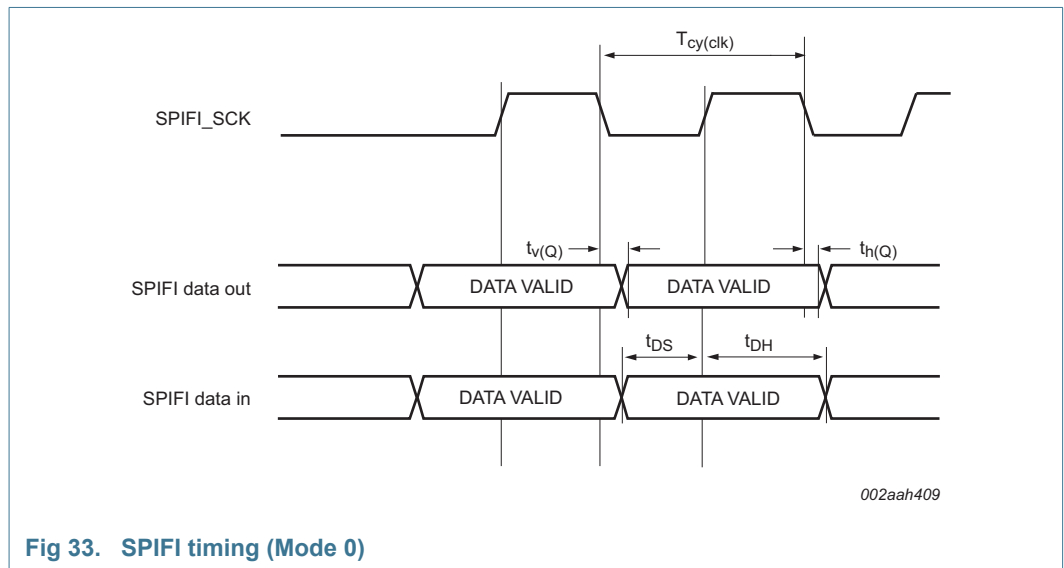 Tcy(clk)
SPIFI_SCK
tv(Q)
th(Q)
SPIFI data out
DATA VALID
DATA VALID
tDS
tDH
SPIFI data in
DATA VALID
DATA VALID
002aah409
Fig 33. SPIFI timing (Mode 0)